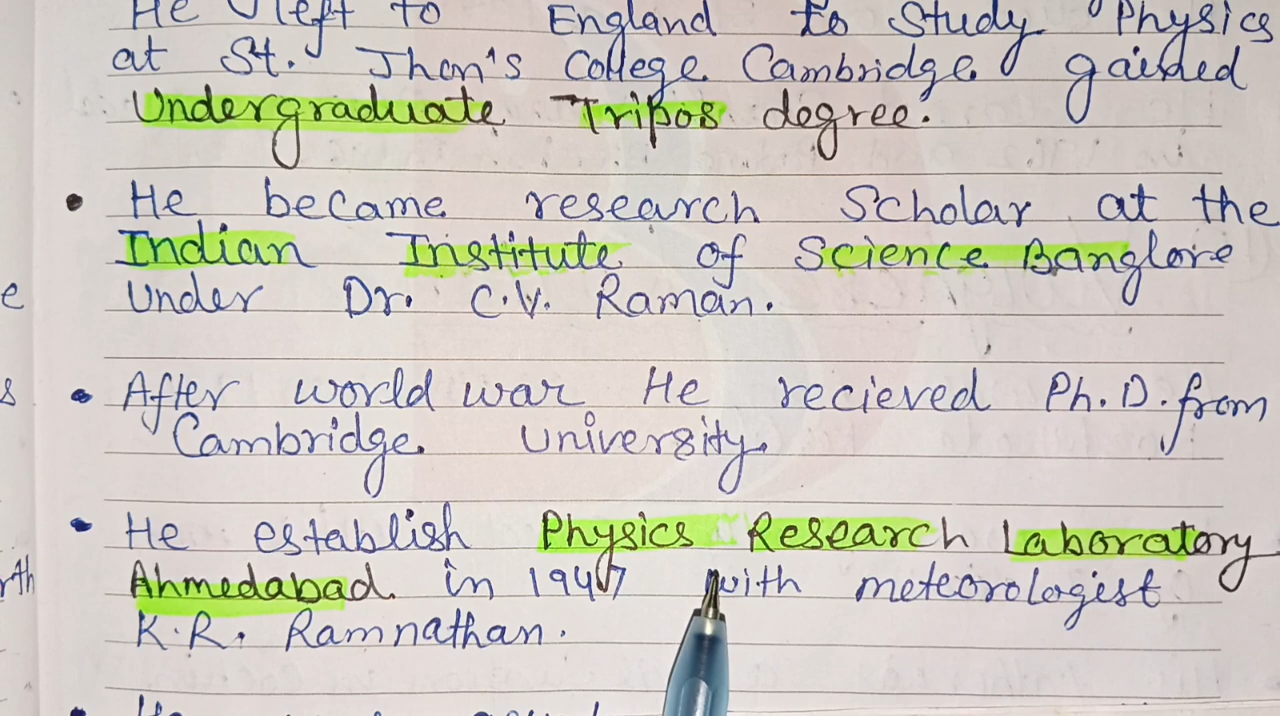 He left to England to Study Physics
at St. Jhon's College Cambridge gained
Undergraduate Tripos degree.
• He became research Scholar at the
Indian Institute of Science Banglore
Under Dr. C.V. Raman.
• After world war He recieved Ph.D. from
Cambridge University.
• He establish Physics Research Laboratory
Ahmedabad in 1947 with meteorologist
K.R. Ramnathan.